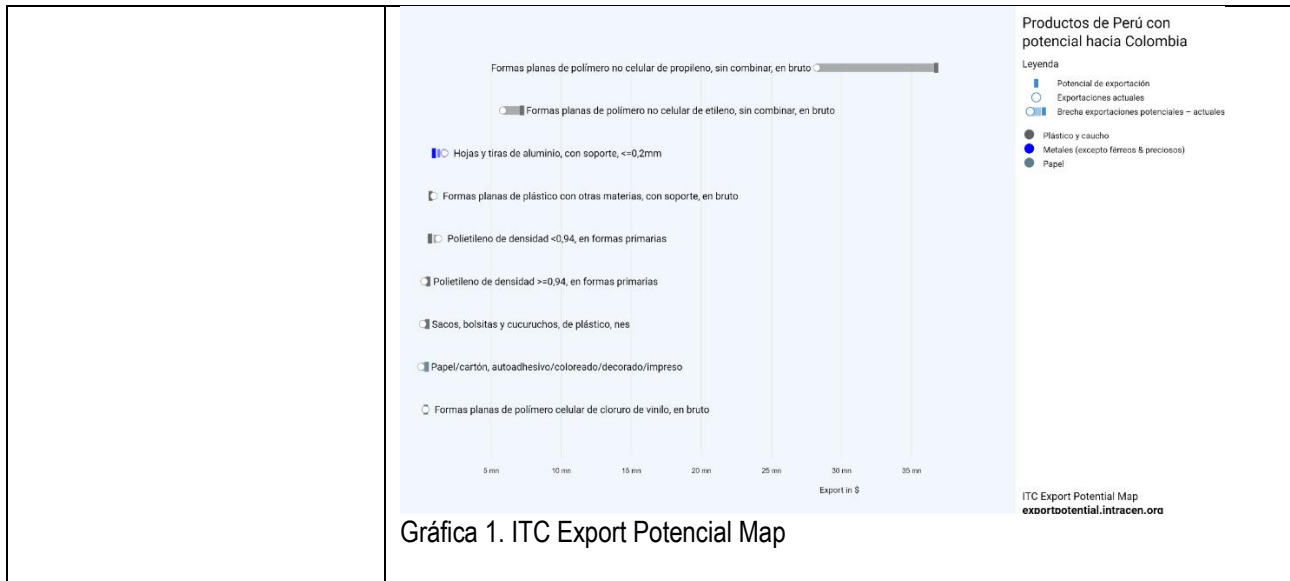 Productos de Perú con
potencial hacia Colombia
Leyenda
Potencial de exportación
Exportaciones actuales
Brecha exportaciones potenciales – actuales
Plástico y caucho
Metales (excepto férreos & preciosos)
Papel
Formas planas de polímero no celular de propileno, sin combinar, en bruto
Formas planas de polímero no celular de etileno, sin combinar, en bruto
Hojas y tiras de aluminio, con soporte, <=0,2mm
Formas planas de plástico con otras materias, con soporte, en bruto
Polietileno de densidad <0,94, en formas primarias
Polietileno de densidad >=0,94, en formas primarias
Sacos, bolsitas y cucuruchos, de plástico, nes
Papel/cartón, autoadhesivo/coloreado/decorado/impreso
Formas planas de polímero celular de cloruro de vinilo, en bruto
5 mn 10 mn 15 mn 20 mn 25 mn 30 mn 35 mn
Export in $
ITC Export Potential Map
exportpotential.intracen.org
Gráfica 1. ITC Export Potencial Map